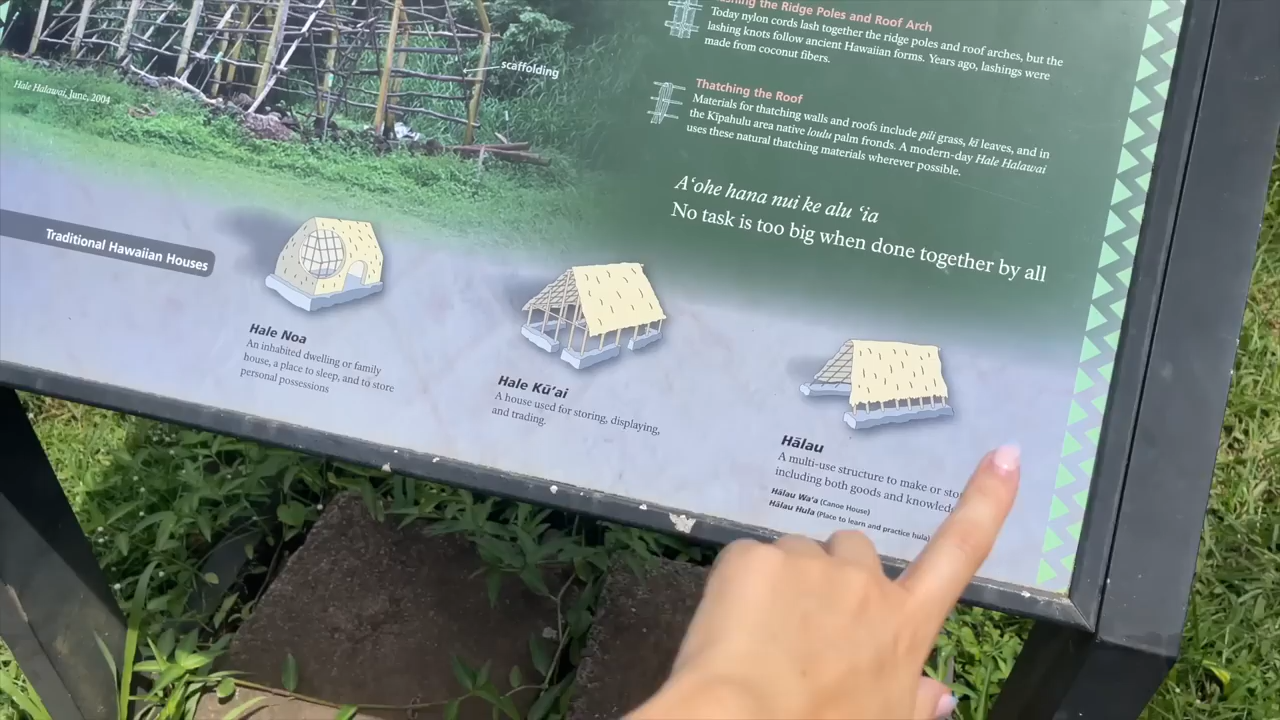 scaffolding
Hale Halawai, June, 2004
the Ridge Poles and Roof Arch
Today nylon cords lash together the ridge poles and roof arches, but the
lashing knots follow ancient Hawaiian forms. Years ago, lashings were
made from coconut fibers.
Thatching the Roof
Materials for thatching walls and roofs include pili grass, kī leaves, and in
the Kīpahulu area native loulu palm fronds. A modern-day Hale Halawai
uses these natural thatching materials wherever possible.
A‘ohe hana nui ke alu ‘ia
No task is too big when done together by all
Traditional Hawaiian Houses
Hale Noa
An inhabited dwelling or family
house, a place to sleep, and to store
personal possessions
Hale Kū‘ai
A house used for storing, displaying,
and trading.
Hālau
A multi-use structure to make or
including both goods and
Hālau Wa‘a (Canoe House)
Hālau Hula (Place to learn and practice hula)